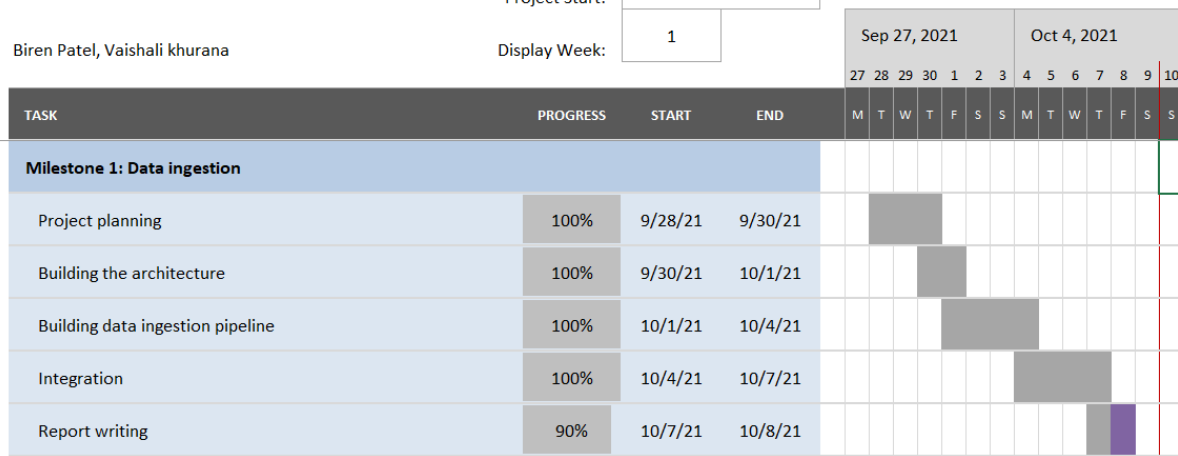 Project Start:
1
Sep 27, 2021 Oct 4, 2021
Biren Patel, Vaishali khurana Display Week:
27 28 29 30 1 2 3 4 5 6 7 8 9 10
TASK PROGRESS START END M T W T F S S M T W T F S S
Milestone 1: Data ingestion
Project planning 100% 9/28/21 9/30/21
Building the architecture 100% 9/30/21 10/1/21
Building data ingestion pipeline 100% 10/1/21 10/4/21
Integration 100% 10/4/21 10/7/21
Report writing 90% 10/7/21 10/8/21